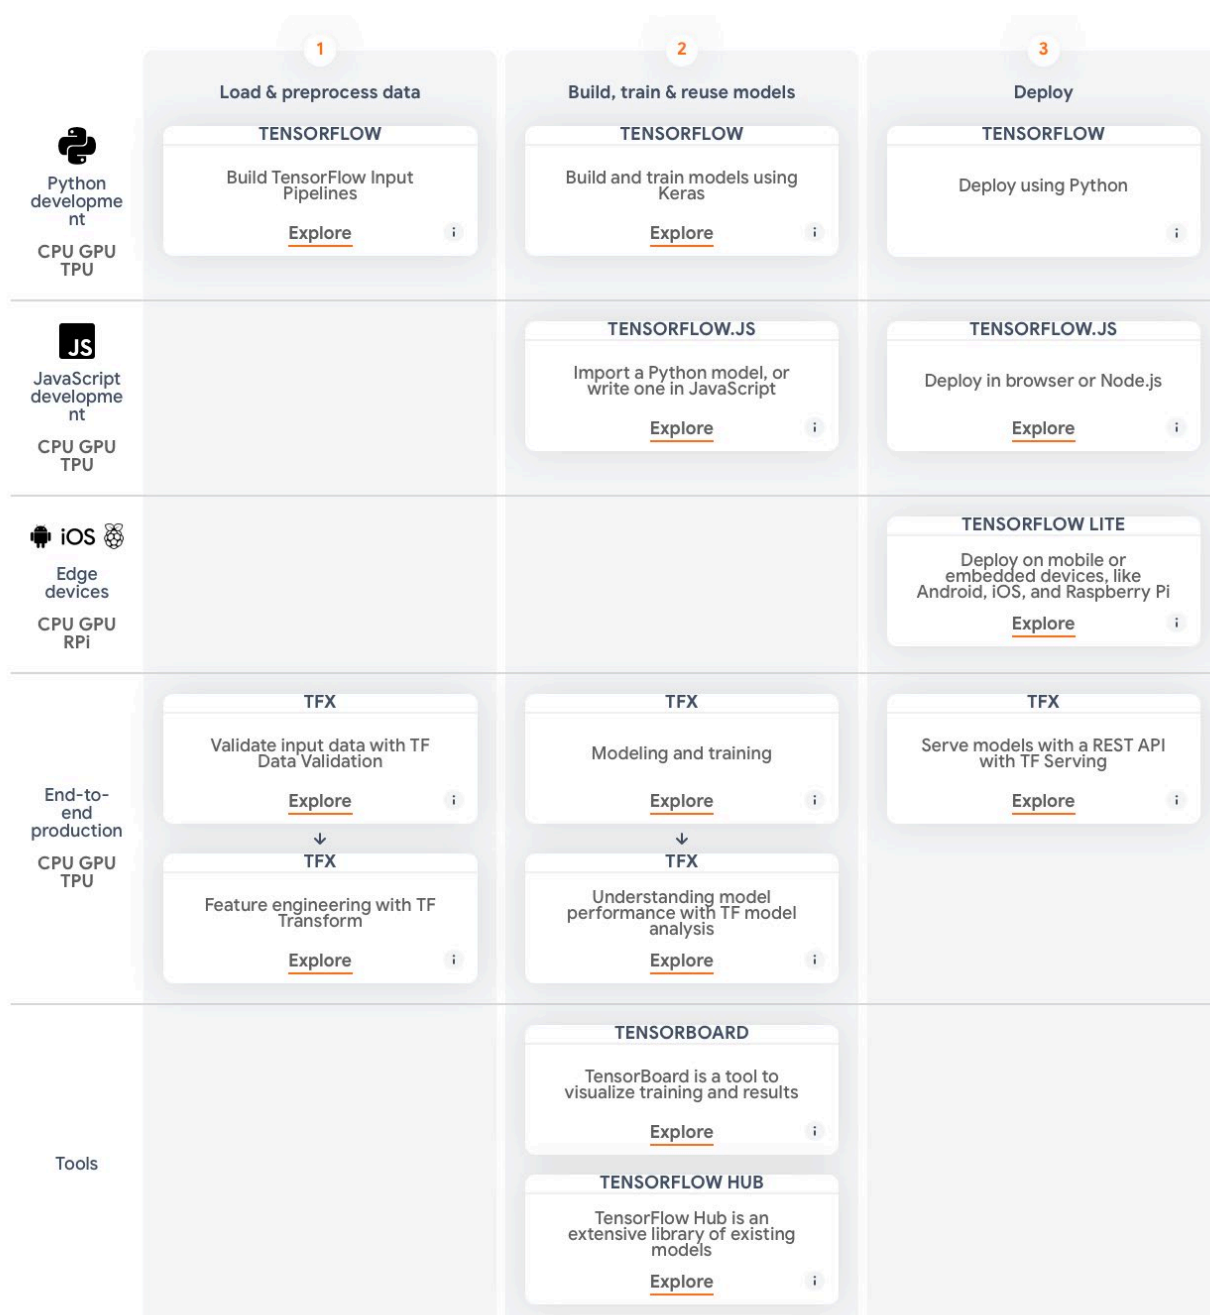 1
2
3
Load & preprocess data
Build, train & reuse models
Deploy
Python
developme
nt
CPU GPU
TPU
TENSORFLOW
Build TensorFlow Input
Pipelines
Explore
i
TENSORFLOW
Build and train models using
Keras
Explore
i
TENSORFLOW
Deploy using Python
i
JS
JavaScript
developme
nt
CPU GPU
TPU
TENSORFLOW.JS
Import a Python model, or
write one in JavaScript
Explore
i
TENSORFLOW.JS
Deploy in browser or Node.js
Explore
i
iOS
Edge
devices
CPU GPU
RPi
TENSORFLOW LITE
Deploy on mobile or
embedded devices, like
Android, iOS, and Raspberry Pi
Explore
i
End-to-
end
production
CPU GPU
TPU
TFX
Validate input data with TF
Data Validation
Explore
i
TFX
Feature engineering with TF
Transform
Explore
i
TFX
Modeling and training
Explore
i
TFX
Understanding model
performance with TF model
analysis
Explore
i
TFX
Serve models with a REST API
with TF Serving
Explore
i
Tools
TENSORBOARD
TensorBoard is a tool to
visualize training and results
Explore
i
TENSORFLOW HUB
TensorFlow Hub is an
extensive library of existing
models
Explore
i